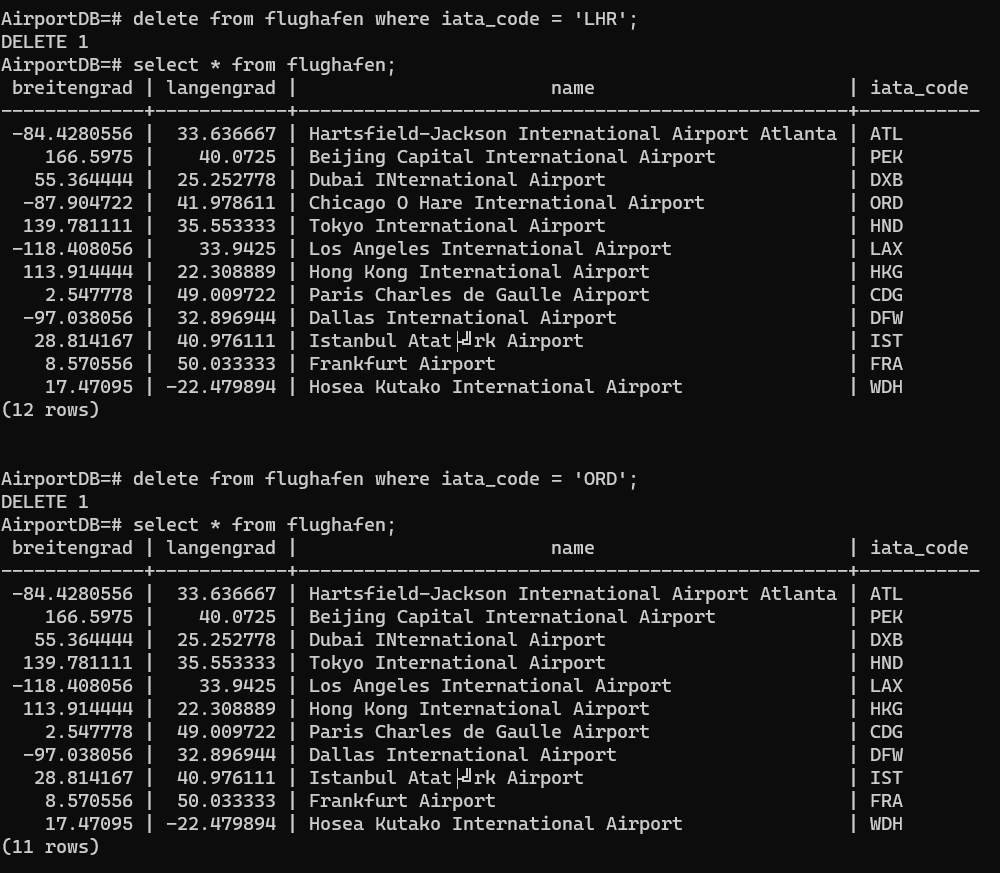 AirportDB=# delete from flughafen where iata_code = 'LHR';
DELETE 1
AirportDB=# select * from flughafen;
 breitengrad | langengrad |                       name                        | iata_code
-------------+------------+---------------------------------------------------+-----------
 -84.4280556 |  33.636667 | Hartsfield-Jackson International Airport Atlanta | ATL
    166.5975 |    40.0725 | Beijing Capital International Airport             | PEK
   55.364444 |  25.252778 | Dubai INternational Airport                       | DXB
  -87.904722 |  41.978611 | Chicago O Hare International Airport              | ORD
  139.781111 |  35.553333 | Tokyo International Airport                       | HND
 -118.408056 |    33.9425 | Los Angeles International Airport                 | LAX
  113.914444 |  22.308889 | Hong Kong International Airport                   | HKG
    2.547778 |  49.009722 | Paris Charles de Gaulle Airport                   | CDG
  -97.038056 |  32.896944 | Dallas International Airport                      | DFW
   28.814167 |  40.976111 | Istanbul Atat├╝rk Airport                         | IST
    8.570556 |  50.033333 | Frankfurt Airport                                 | FRA
    17.47095 | -22.479894 | Hosea Kutako International Airport                | WDH
(12 rows)
AirportDB=# delete from flughafen where iata_code = 'ORD';
DELETE 1
AirportDB=# select * from flughafen;
 breitengrad | langengrad |                       name                        | iata_code
-------------+------------+---------------------------------------------------+-----------
 -84.4280556 |  33.636667 | Hartsfield-Jackson International Airport Atlanta | ATL
    166.5975 |    40.0725 | Beijing Capital International Airport             | PEK
   55.364444 |  25.252778 | Dubai INternational Airport                       | DXB
  139.781111 |  35.553333 | Tokyo International Airport                       | HND
 -118.408056 |    33.9425 | Los Angeles International Airport                 | LAX
  113.914444 |  22.308889 | Hong Kong International Airport                   | HKG
    2.547778 |  49.009722 | Paris Charles de Gaulle Airport                   | CDG
  -97.038056 |  32.896944 | Dallas International Airport                      | DFW
   28.814167 |  40.976111 | Istanbul Atat├╝rk Airport                         | IST
    8.570556 |  50.033333 | Frankfurt Airport                                 | FRA
    17.47095 | -22.479894 | Hosea Kutako International Airport                | WDH
(11 rows)